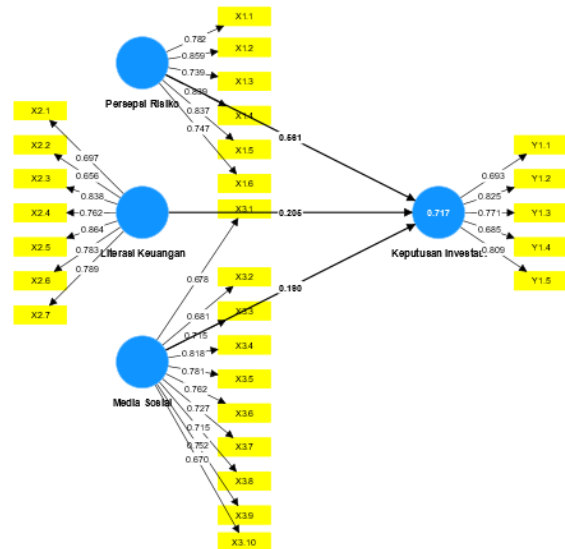 X1.1
0.782
X1.2
0.859
X1.3
0.739
X1.4
Persepsi Risiko
0.837
X1.5
0.747
X1.6
0.561
X2.1
0.697
X2.2
0.656
X2.3
0.838
X2.4
0.762
X2.5
0.864
X2.6
0.783
X2.7
0.789
Literasi Keuangan
0.205
X3.1
0.678
X3.2
0.681
X3.3
0.715
X3.4
0.818
X3.5
0.781
X3.6
0.762
X3.7
0.727
X3.8
0.715
X3.9
0.752
X3.10
0.670
Media Sosial
0.190
0.717
Keputusan
Y1.1
0.693
Y1.2
0.825
Y1.3
0.771
Y1.4
0.685
Y1.5
0.809